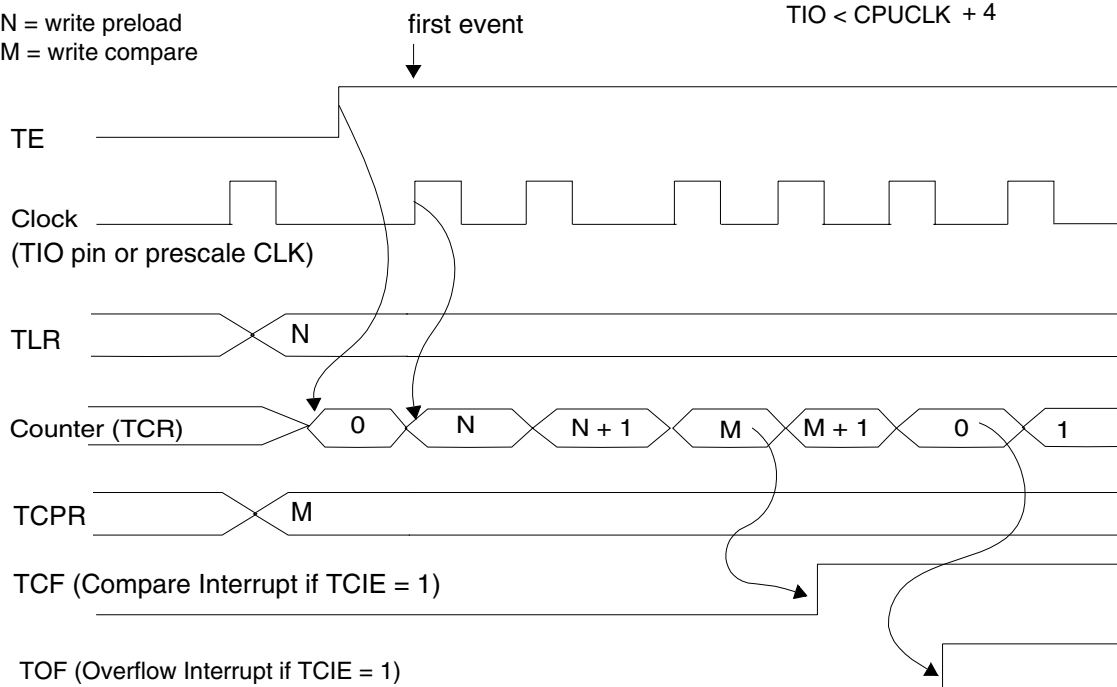 N = write preload
M = write compare
first event
TIO < CPUCLK + 4
TE
Clock
(TIO pin or prescale CLK)
TLR
N
Counter (TCR)
0
N
N + 1
M
M + 1
0
1
TCPR
M
TCF (Compare Interrupt if TCIE = 1)
TOF (Overflow Interrupt if TCIE = 1)